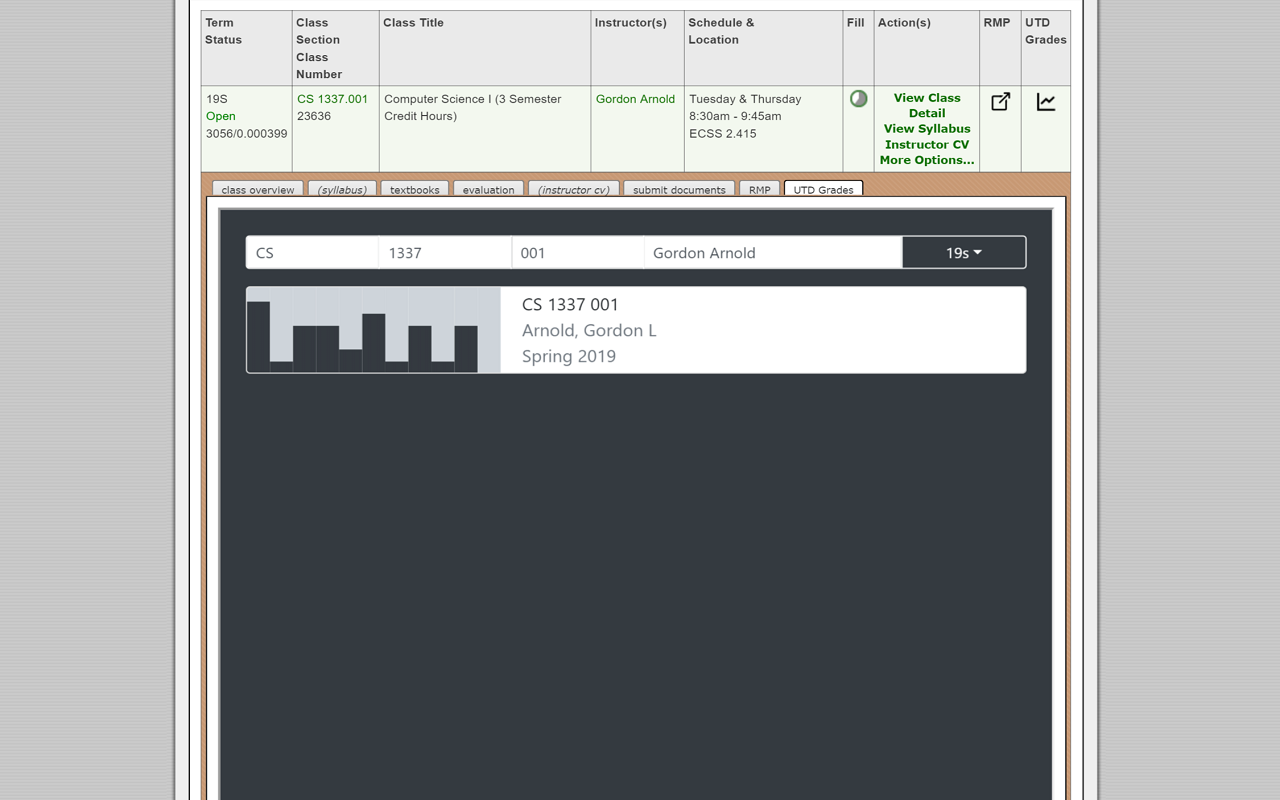 Term
Status
Class
Section
Class
Number
Class Title
Instructor(s)
Schedule &
Location
Fill
Action(s)
RMP
UTD
Grades
19S
Open
3056/0.000399
CS 1337.001
23636
Computer Science I (3 Semester
Credit Hours)
Gordon Arnold
Tuesday & Thursday
8:30am - 9:45am
ECSS 2.415
View Class
Detail
View Syllabus
Instructor CV
More Options...
class overview
(syllabus)
textbooks
evaluation
(instructor cv)
submit documents
RMP
UTD Grades
CS
1337
001
Gordon Arnold
19s
CS 1337 001
Arnold, Gordon L
Spring 2019